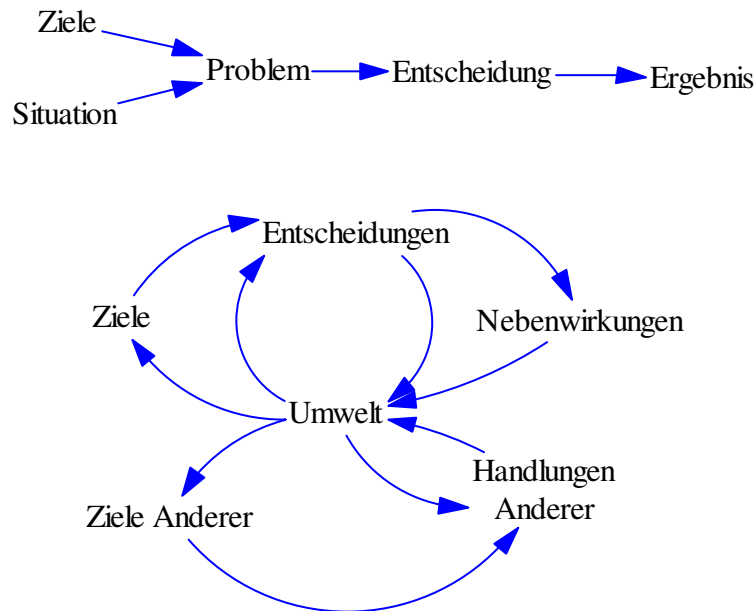 Ziele
Problem
Entscheidung
Ergebnis
Situation
Entscheidungen
Ziele
Nebenwirkungen
Umwelt
Handlungen
Anderer
Ziele Anderer